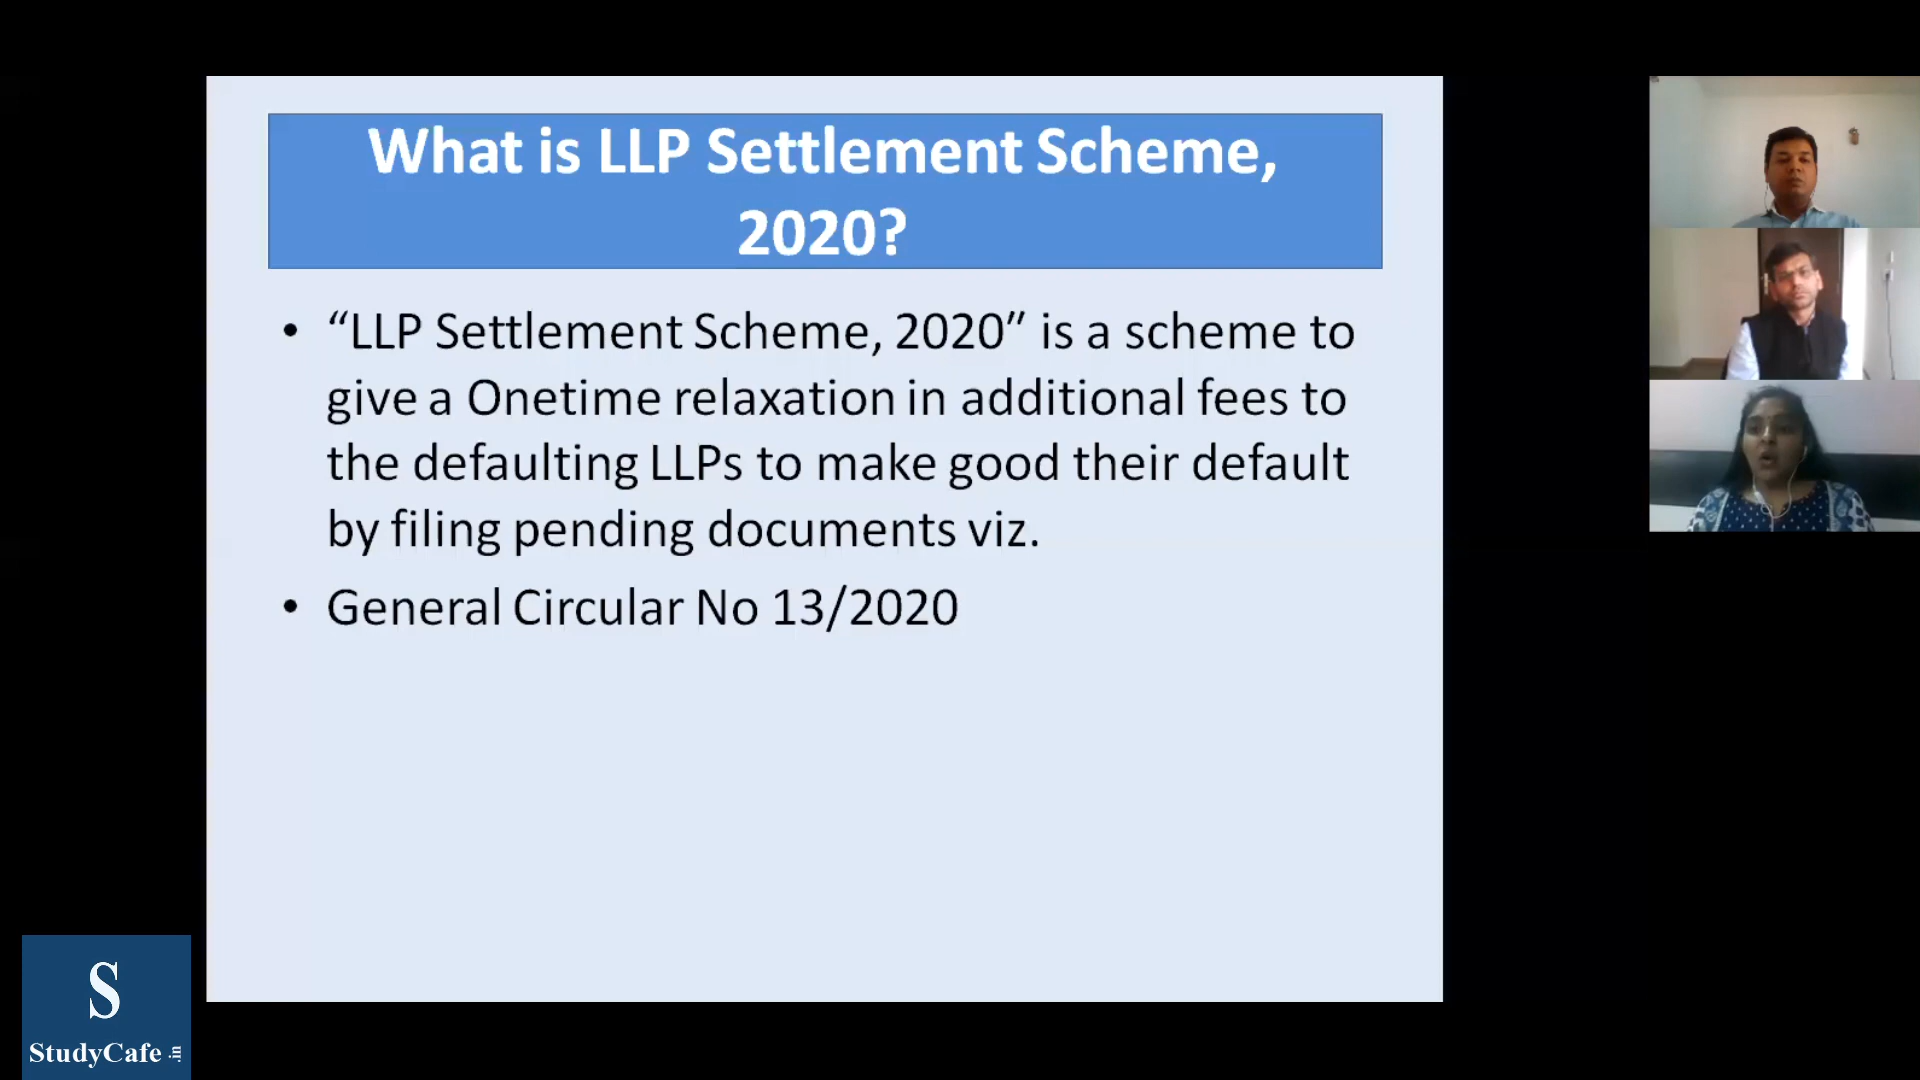 What is LLP Settlement Scheme,
2020?
• “LLP Settlement Scheme, 2020” is a scheme to
give a Onetime relaxation in additional fees to
the defaulting LLPs to make good their default
by filing pending documents viz.
• General Circular No 13/2020
S
StudyCafe .in